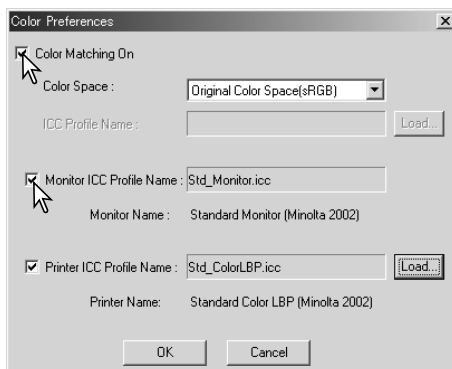 Color Preferences
Color Matching On
Color Space :
Original Color Space(sRGB)
ICC Profile Name :
Load...
Monitor ICC Profile Name :
Std_Monitor.icc
Monitor Name :
Standard Monitor (Minolta 2002)
Printer ICC Profile Name :
Std_ColorLBP.icc
Load...
Printer Name:
Standard Color LBP (Minolta 2002)
OK
Cancel